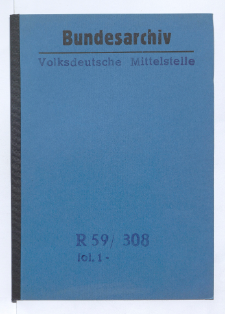 Bundesarchiv
Volksdeutsche Mittelstelle
R 59/ 308
fol. 1 -